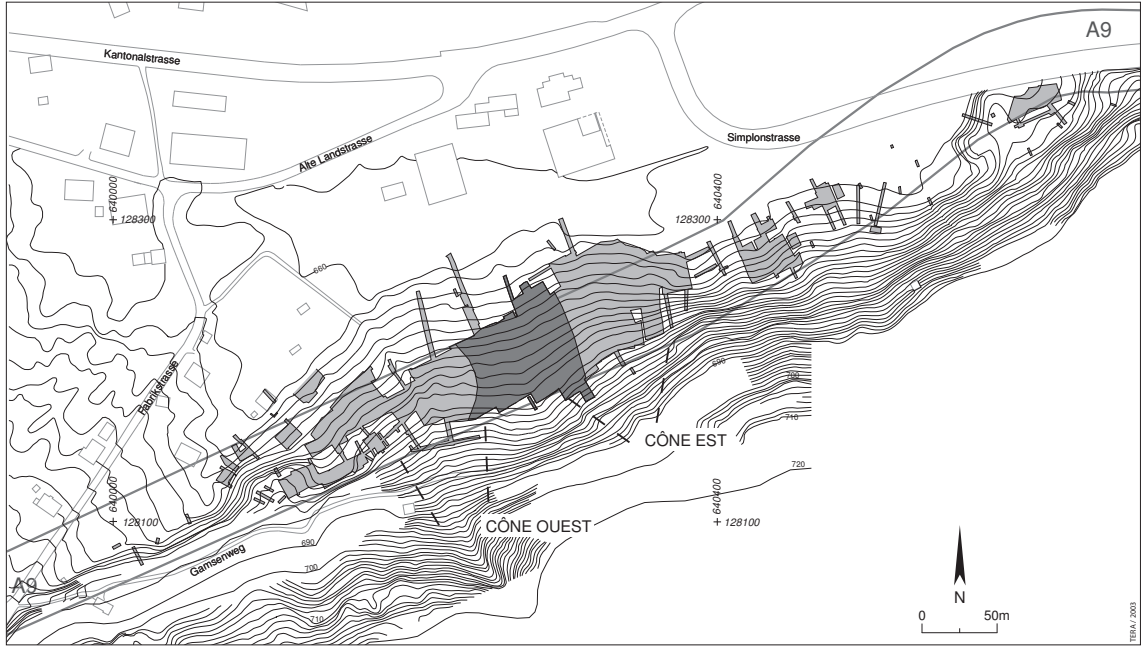 A9
Kantonalstrasse
Alte Landstrasse
Simplonstrasse
640000
128300
640400
128300
660
Fabrikstrasse
690
700
710
CÔNE EST
720
640000
128100
640400
128100
CÔNE OUEST
Gamsenweg
690
700
710
A9
N
0 50m
TERA / 2003